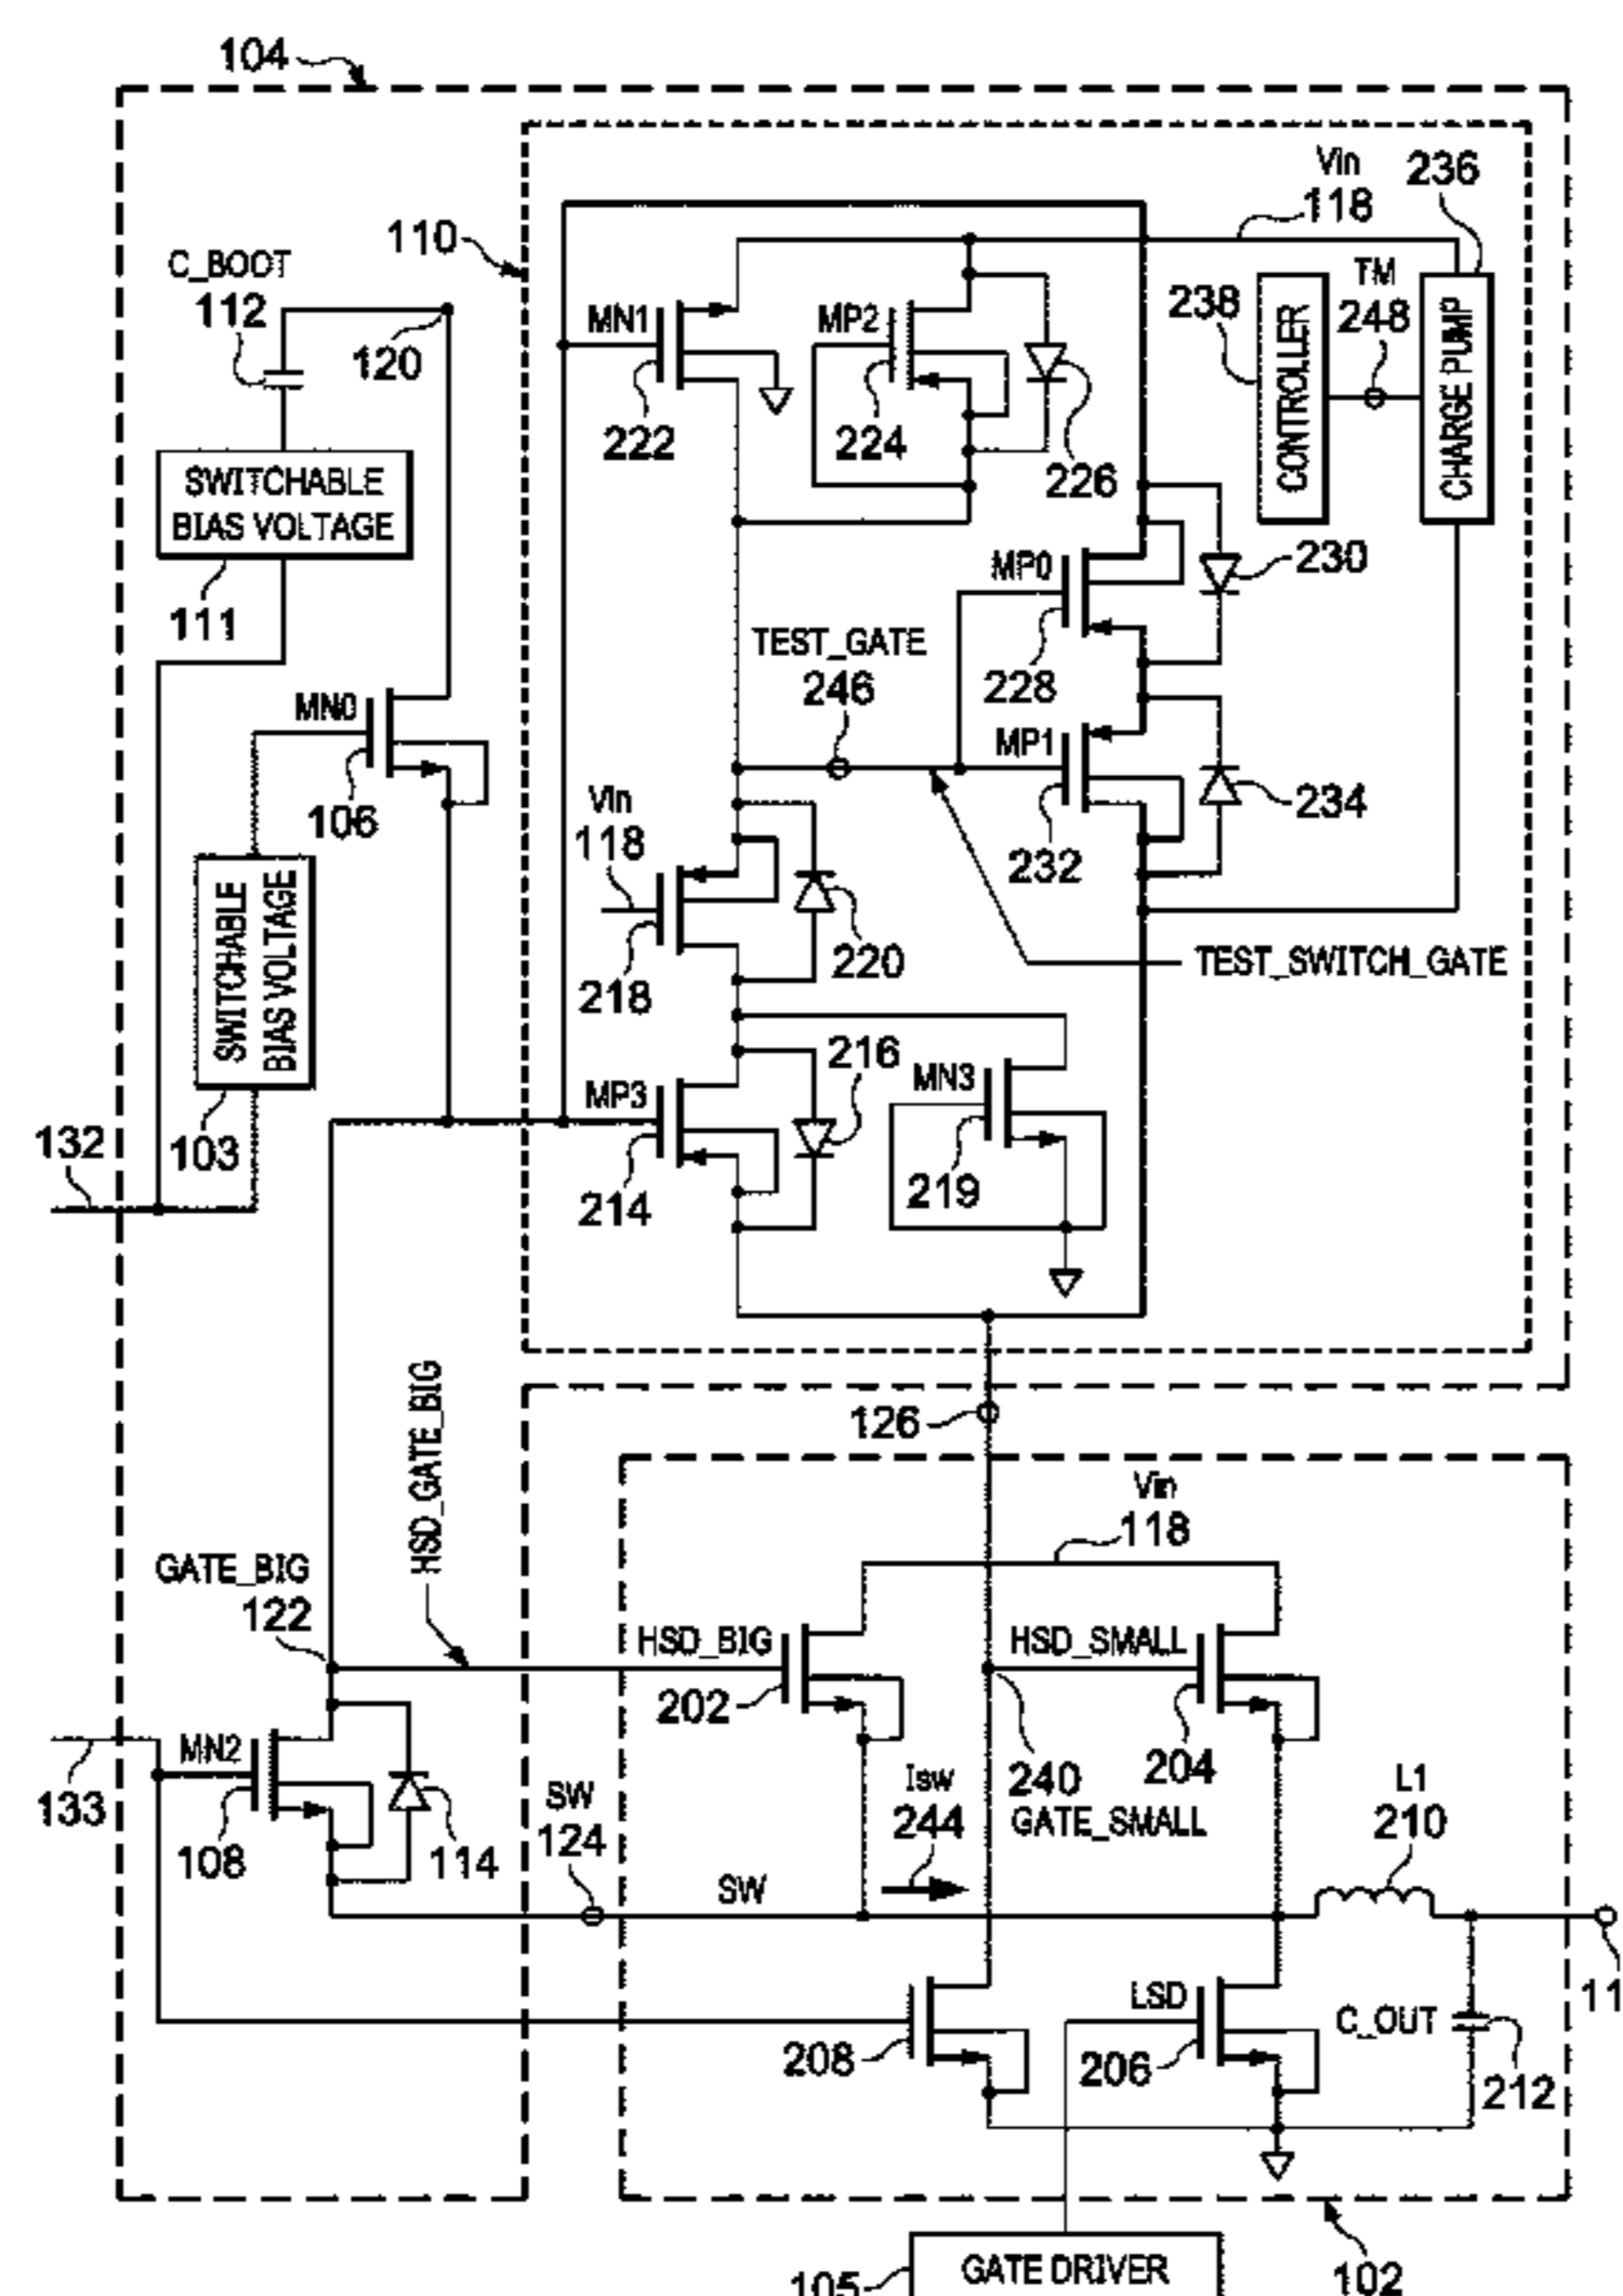 104
Vin
236
118
110
C_BOOT
112
120
MN1
222
MP2
224
226
238
TM
248
CONTROLLER
CHARGE PUMP
SWITCHABLE
BIAS VOLTAGE
111
MP0
228
230
TEST_GATE
246
MN0
106
MP1
232
234
Vin
118
218
220
TEST_SWITCH_GATE
SWITCHABLE
BIAS VOLTAGE
103
132
216
MP3
214
MN3
219
126
HSD_GATE_BIG
Vin
118
GATE_BIG
122
HSD_BIG
202
HSD_SMALL
204
240
GATE_SMALL
133
MN2
108
114
SW
124
SW
Isw
244
L1
210
11
208
LSD
206
C_OUT
212
GATE DRIVER
105
102